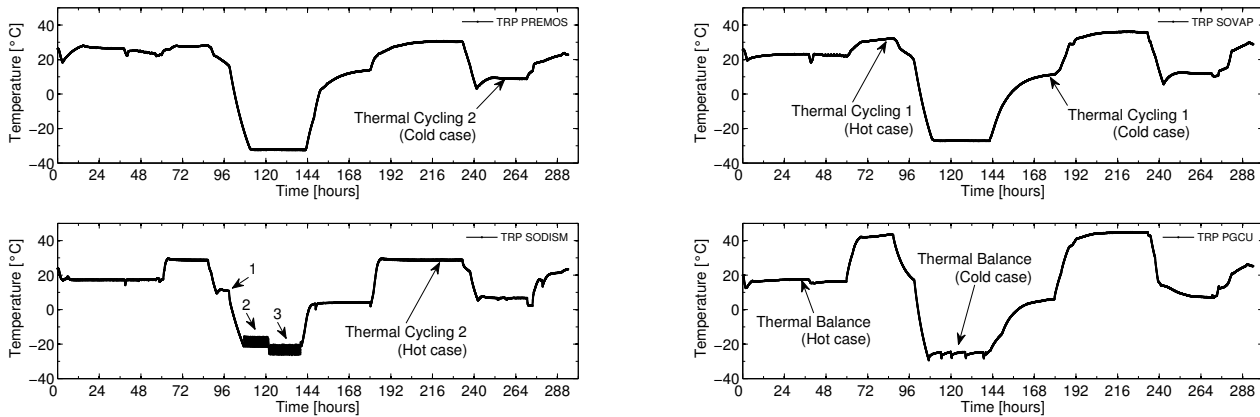 TRP PREMOS
Temperature [° C]
40
20
0
−20
−40
Thermal Cycling 2
(Cold case)
0 24 48 72 96 120 144 168 192 216 240 264 288
Time [hours]
TRP SOVAP
Temperature [° C]
40
20
0
−20
−40
Thermal Cycling 1
(Hot case)
Thermal Cycling 1
(Cold case)
0 24 48 72 96 120 144 168 192 216 240 264 288
Time [hours]
TRP SODISM
Temperature [° C]
40
20
0
−20
−40
1
2
3
Thermal Cycling 2
(Hot case)
0 24 48 72 96 120 144 168 192 216 240 264 288
Time [hours]
TRP PGCU
Temperature [° C]
40
20
0
−20
−40
Thermal Balance
(Cold case)
Thermal Balance
(Hot case)
0 24 48 72 96 120 144 168 192 216 240 264 288
Time [hours]